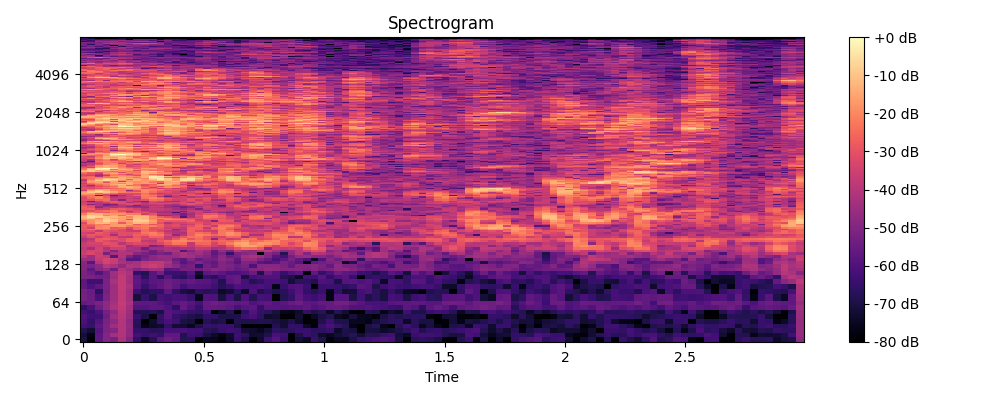 Spectrogram
Hz
4096
2048
1024
512
256
128
64
0
0
0.5
1
1.5
2
2.5
Time
+0 dB
-10 dB
-20 dB
-30 dB
-40 dB
-50 dB
-60 dB
-70 dB
-80 dB